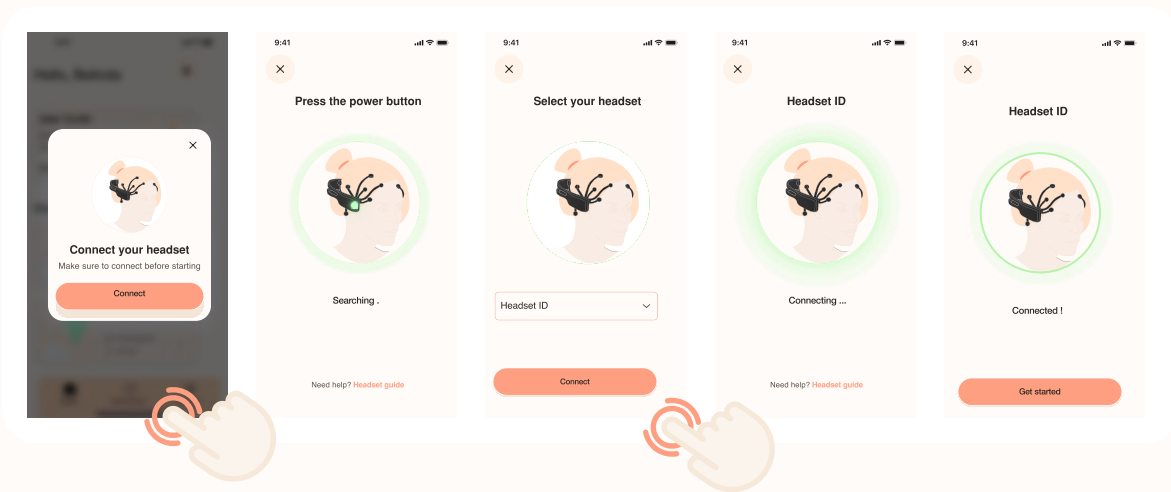 Connect your headset
Make sure to connect before starting
Connect
9:41
Press the power button
Searching .
Need help? Headset guide
9:41
Select your headset
Headset ID
Connect
9:41
Headset ID
Connecting ...
Need help? Headset guide
9:41
Headset ID
Connected !
Get started